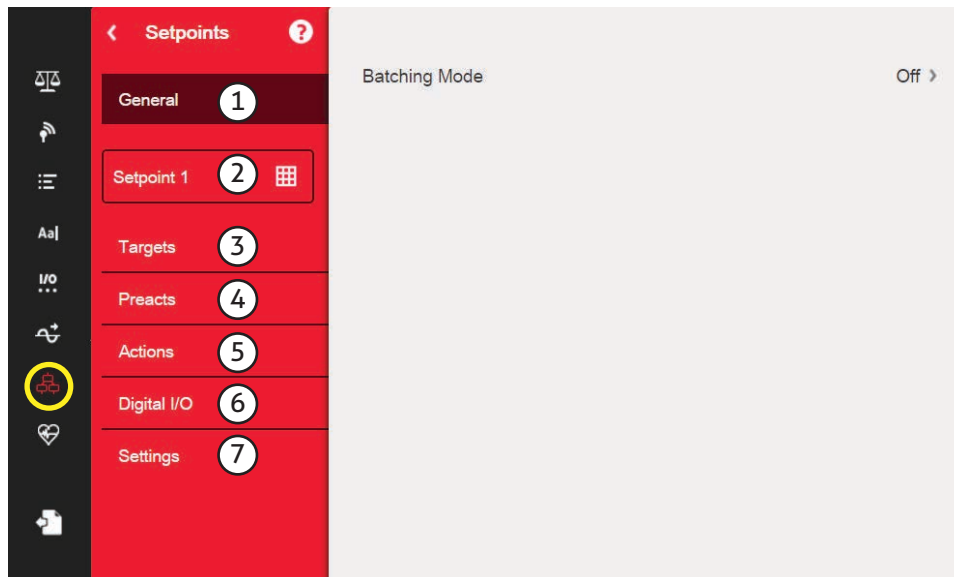 Setpoints ?
General 1
Setpoint 1 2
Targets 3
Preacts 4
Actions 5
Digital I/O 6
Settings 7
Aa
I/O
Batching Mode Off